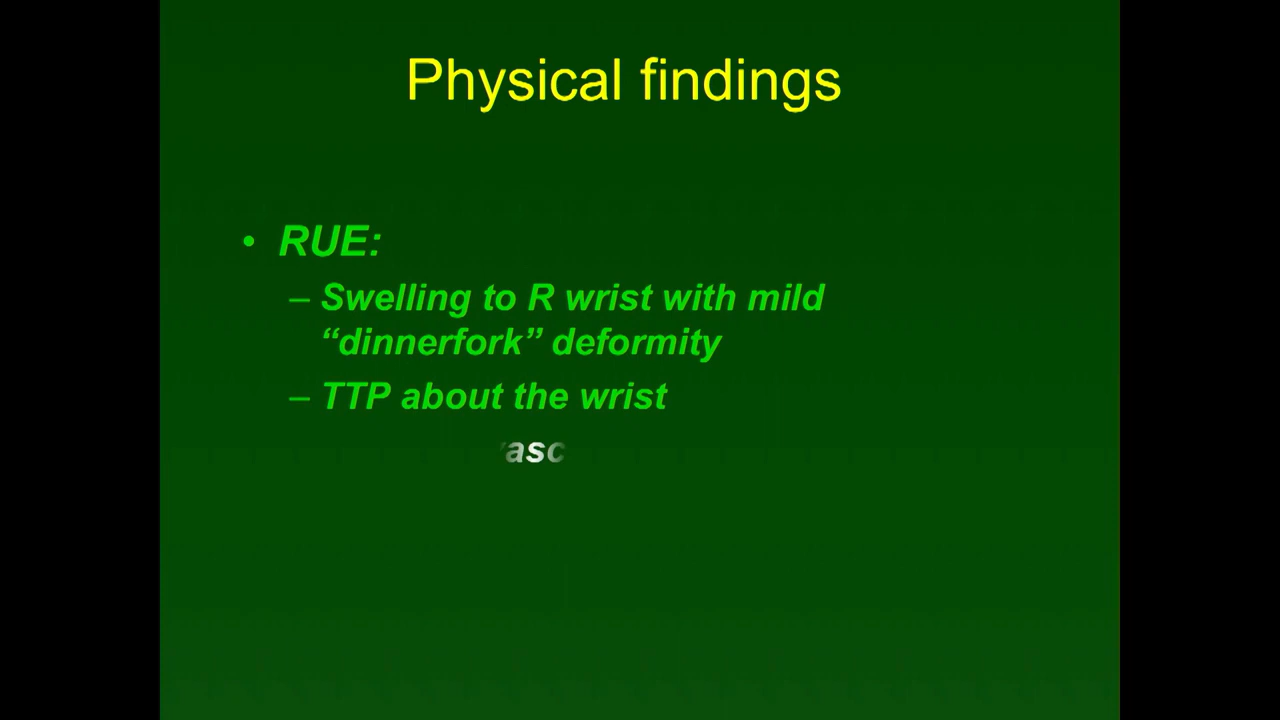 Physical findings
• RUE:
– Swelling to R wrist with mild
“dinnerfork” deformity
– TTP about the wrist